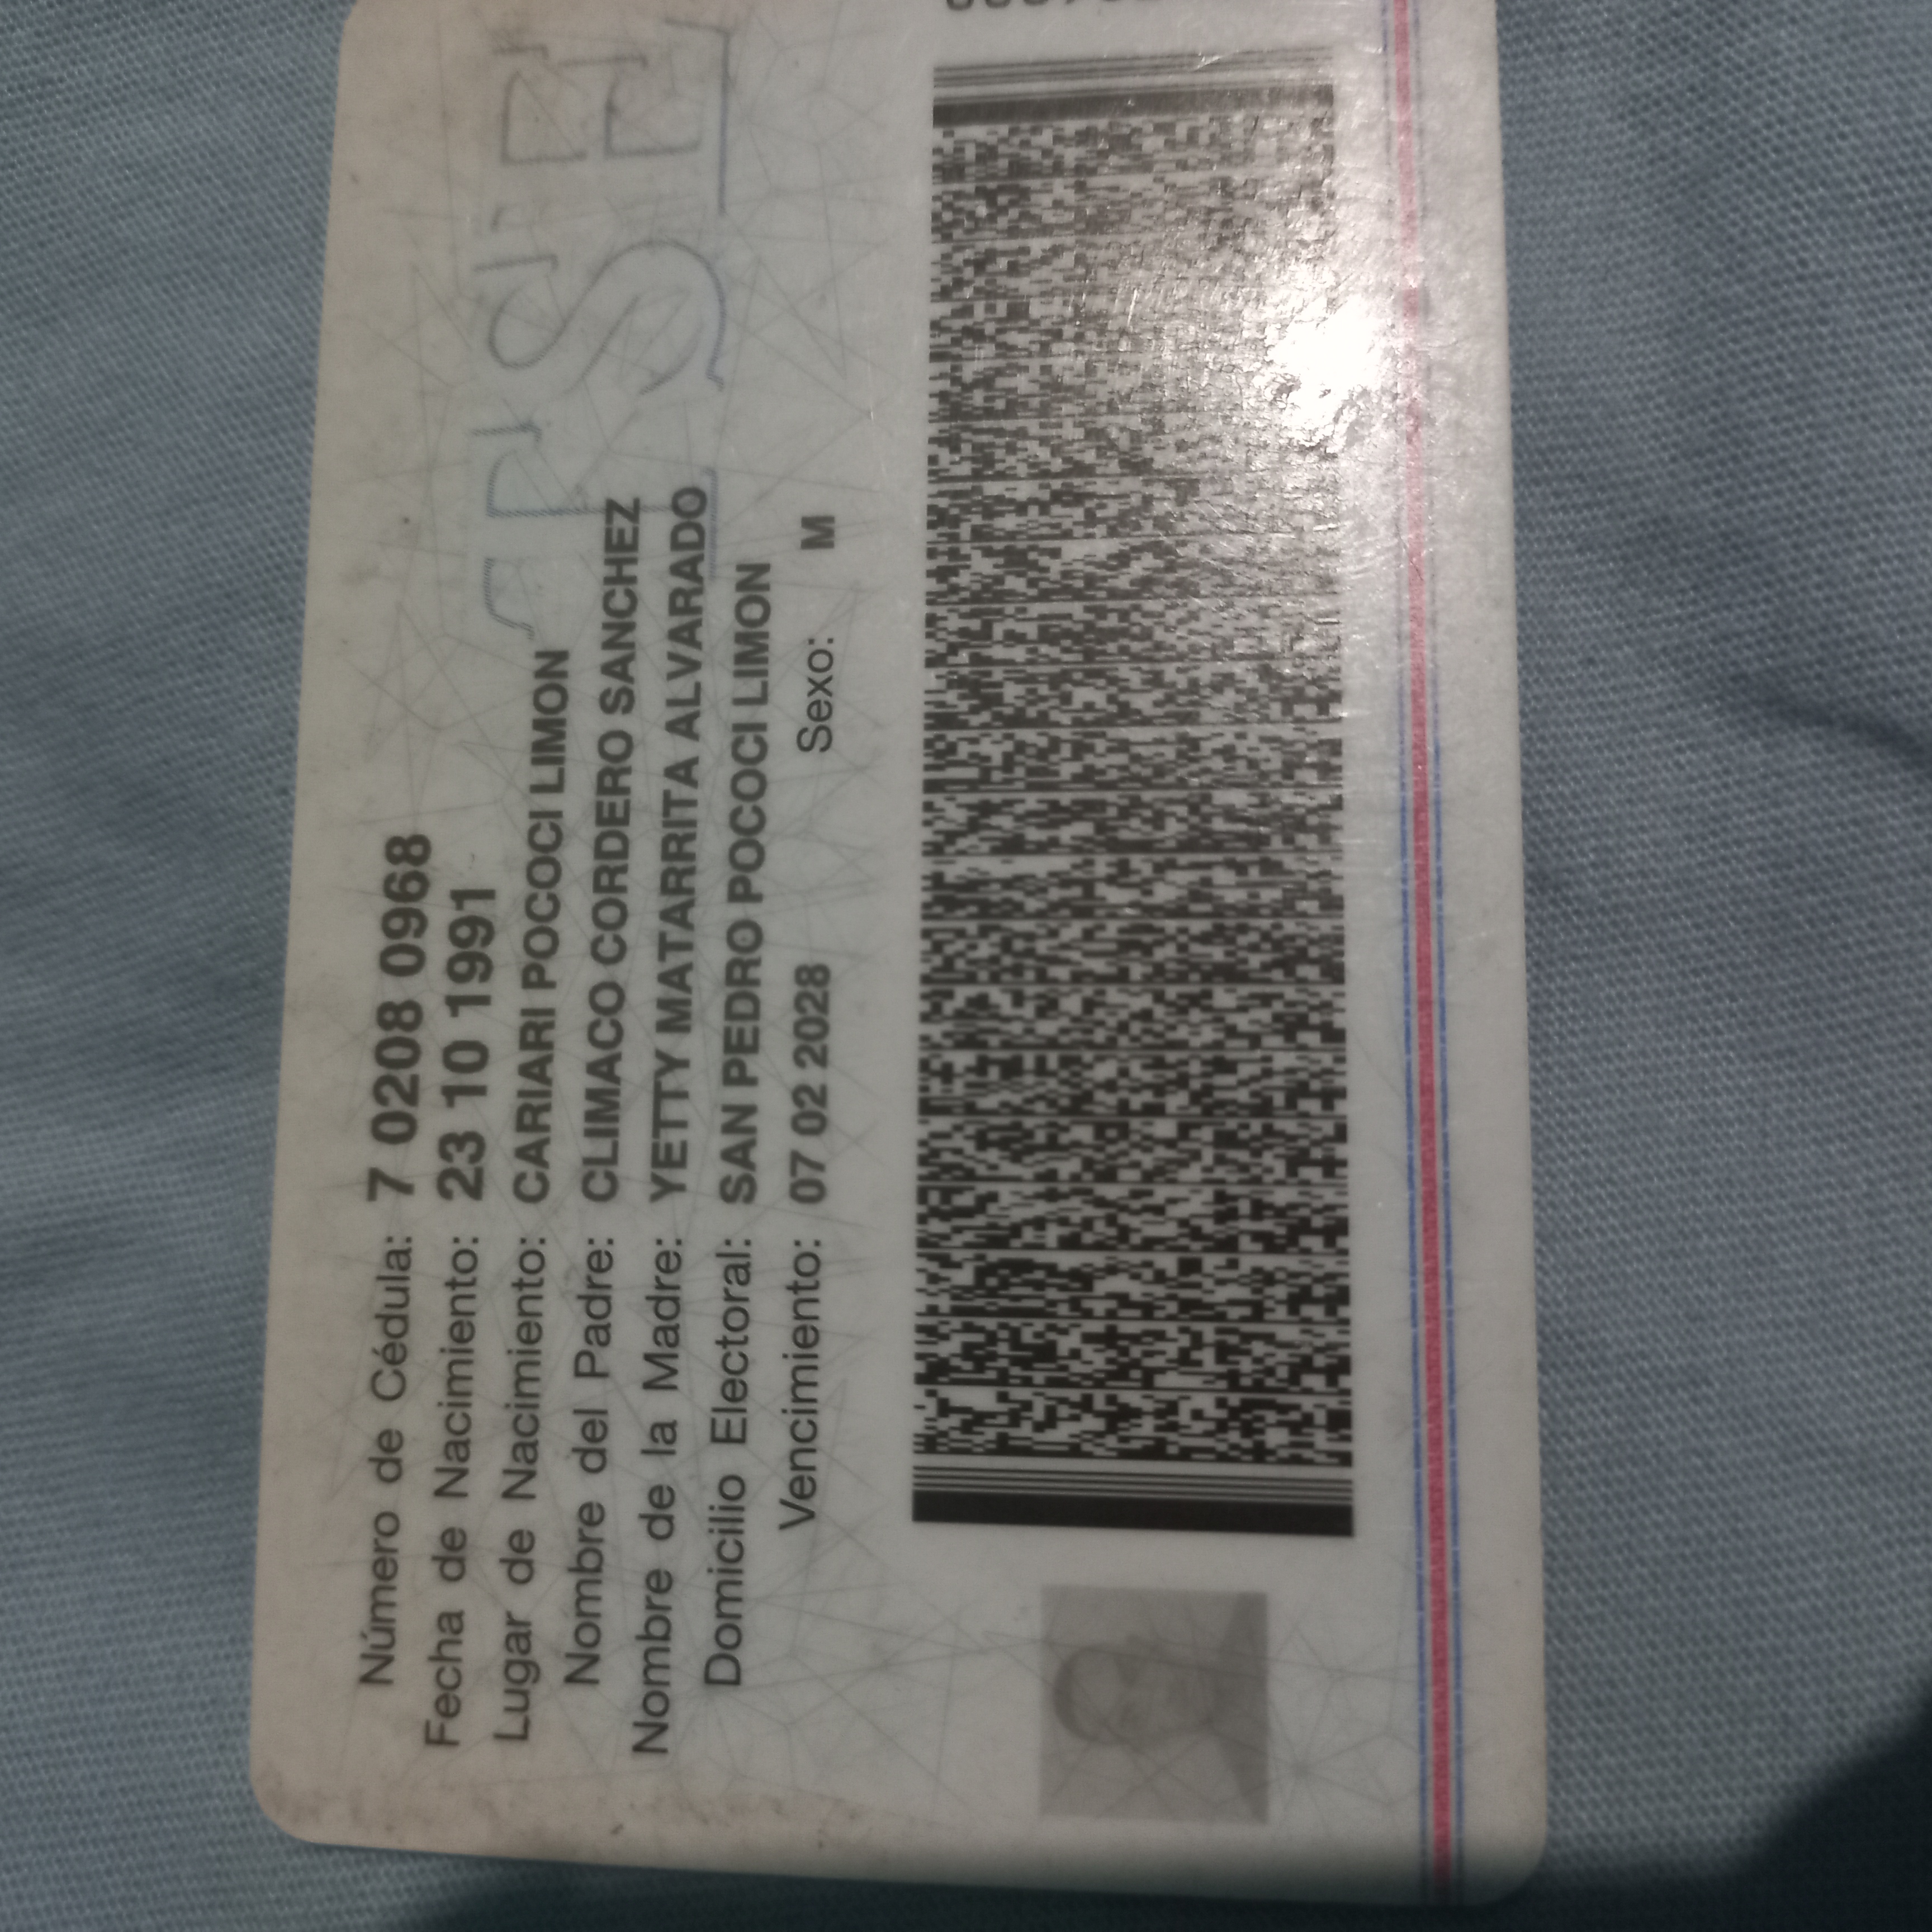 Número de Cédula: 7 0208 0968
Fecha de Nacimiento: 23 10 1991
Lugar de Nacimiento: CARIARI POCOCI LIMON
Nombre del Padre: CLIMACO CORDERO SANCHEZ
Nombre de la Madre: YETTY MATARRITA ALVARADO
Domicilio Electoral: SAN PEDRO POCOCI LIMON
Vencimiento: 07 02 2028 Sexo: M
TSE